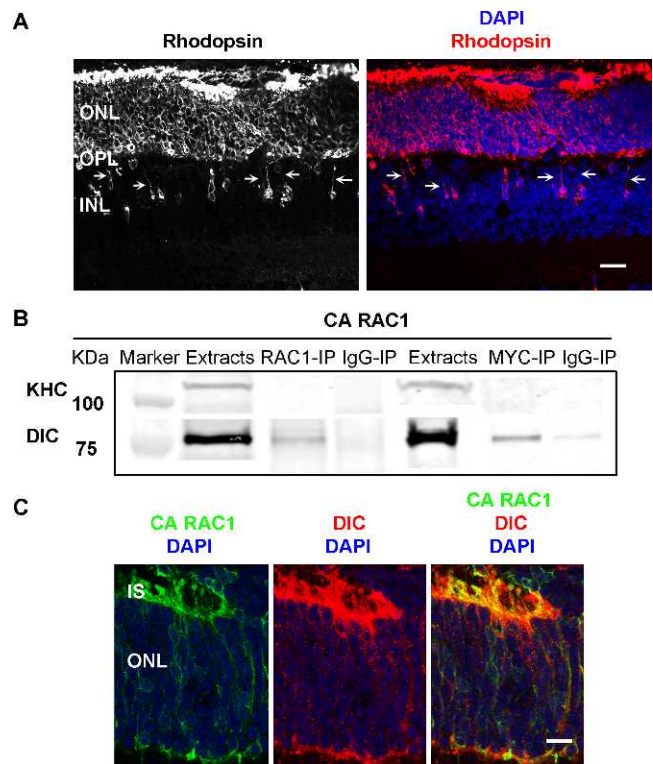 A
Rhodopsin
DAPI
Rhodopsin
ONL
OPL
INL
B
CA RAC1
KDa Marker Extracts RAC1-IP IgG-IP Extracts MYC-IP IgG-IP
KHC
100
DIC
75
C
CA RAC1
DAPI
DIC
DAPI
CA RAC1
DIC
DAPI
IS
ONL